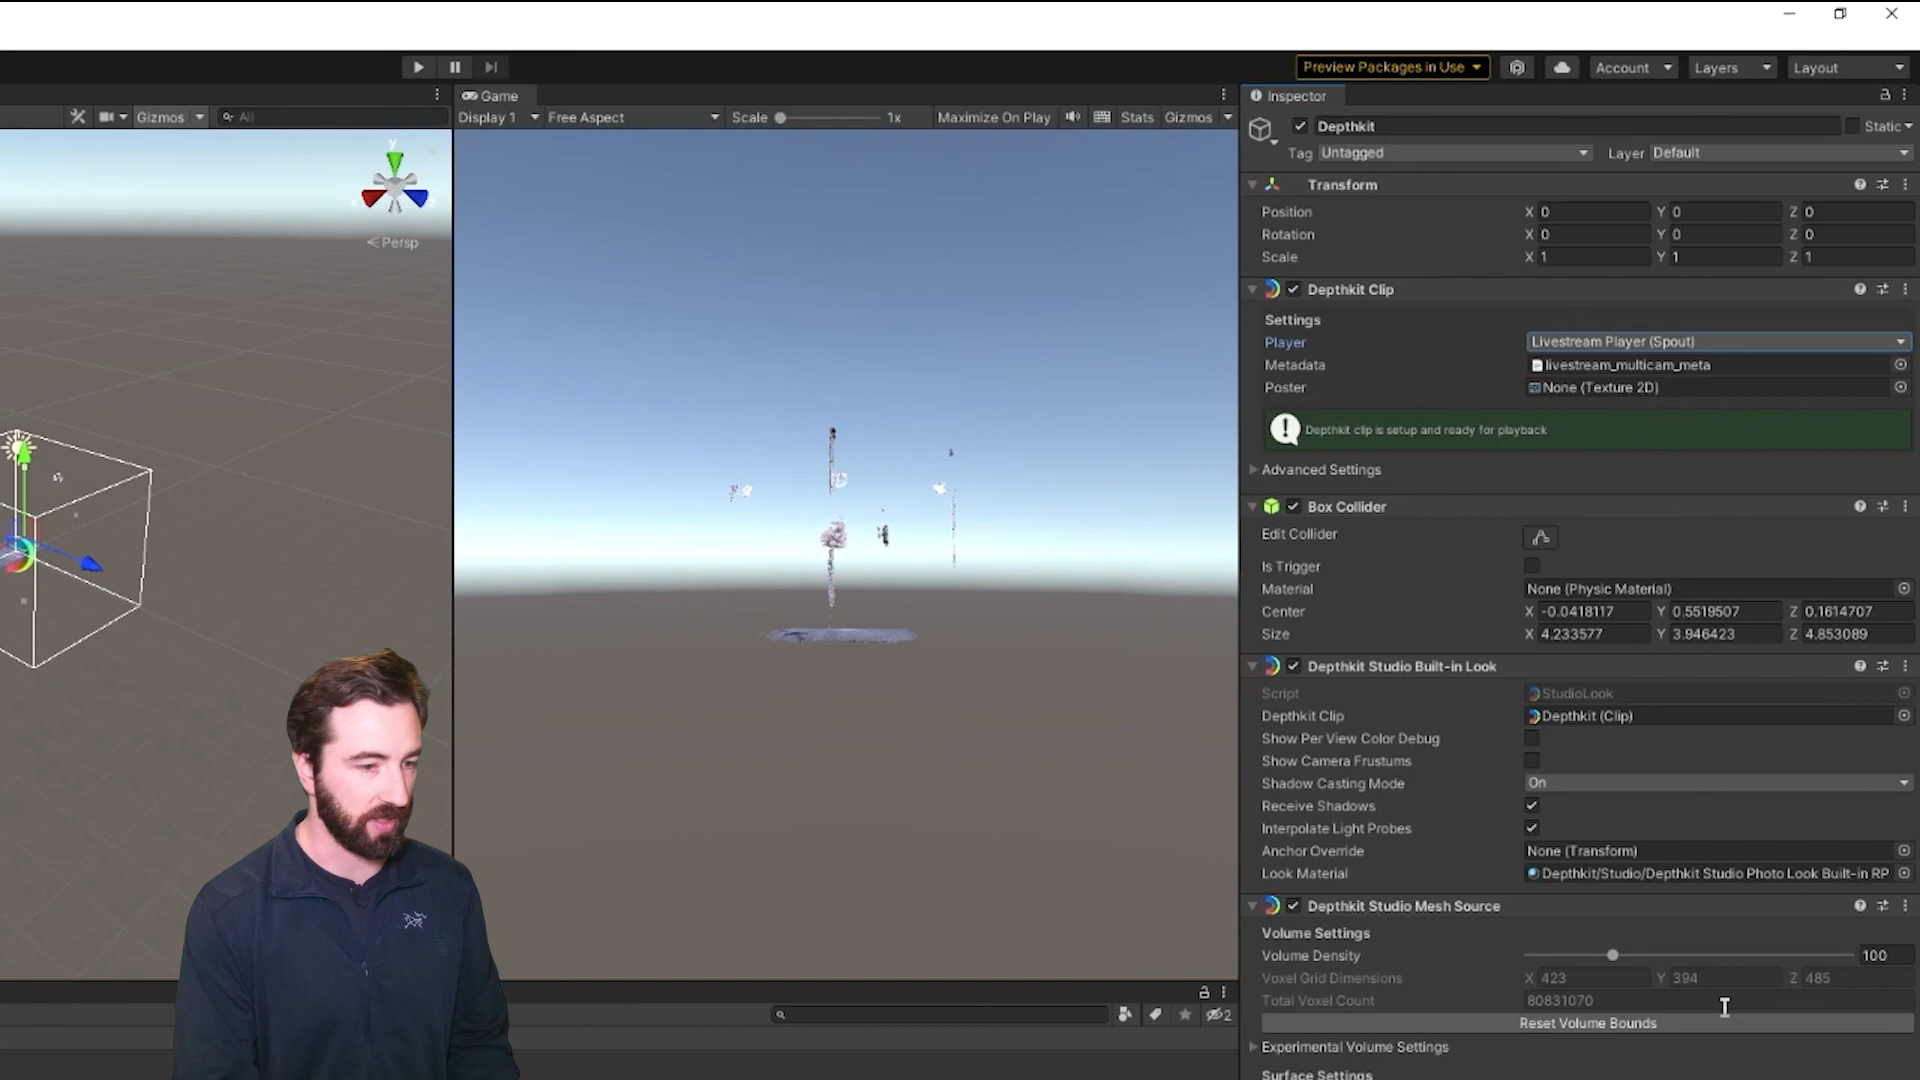 Preview Packages in Use
Account
Layers
Layout
Gizmos
All
Game
Display 1
Free Aspect
Scale
1x
Maximize On Play
Stats
Gizmos
y
Persp
2
Inspector
Depthkit
Static
Tag Untagged
Layer Default
Transform
Position X 0 Y 0 Z 0
Rotation X 0 Y 0 Z 0
Scale X 1 Y 1 Z 1
Depthkit Clip
Settings
Player Livestream Player (Spout)
Metadata livestream_multicam_meta
Poster None (Texture 2D)
Depthkit clip is setup and ready for playback
Advanced Settings
Box Collider
Edit Collider
Is Trigger
Material None (Physic Material)
Center X -0.0418117 Y 0.5519507 Z 0.1614707
Size X 4.233577 Y 3.946423 Z 4.853089
Depthkit Studio Built-in Look
Script StudioLook
Depthkit Clip Depthkit (Clip)
Show Per View Color Debug
Show Camera Frustums
Shadow Casting Mode On
Receive Shadows
Interpolate Light Probes
Anchor Override None (Transform)
Look Material Depthkit/Studio/Depthkit Studio Photo Look Built-in RP
Depthkit Studio Mesh Source
Volume Settings
Volume Density 100
Voxel Grid Dimensions X 423 Y 394 Z 485
Total Voxel Count 80831070
Reset Volume Bounds
Experimental Volume Settings
Surface Settings